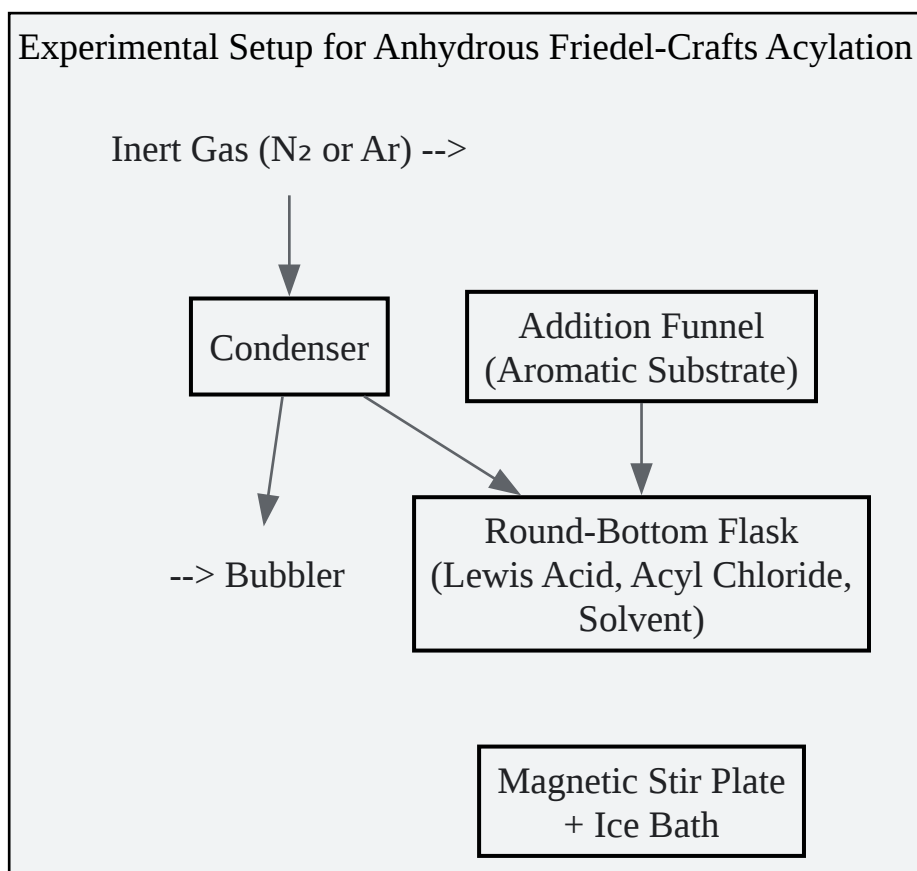 Experimental Setup for Anhydrous Friedel-Crafts Acylation
Inert Gas (N₂ or Ar) -->
Condenser
Addition Funnel
(Aromatic Substrate)
Round-Bottom Flask
(Lewis Acid, Acyl Chloride,
Solvent)
--> Bubbler
Magnetic Stir Plate
+ Ice Bath